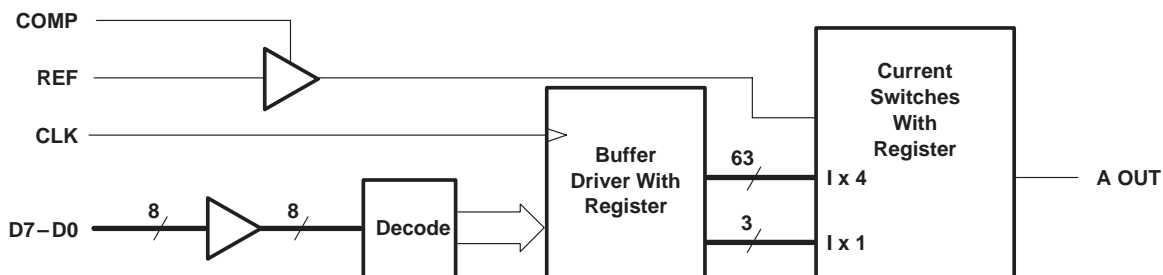 COMP
REF
CLK
D7–D0
8
8
Decode
Buffer
Driver With
Register
63
3
Current
Switches
With
Register
I x 4
I x 1
A OUT